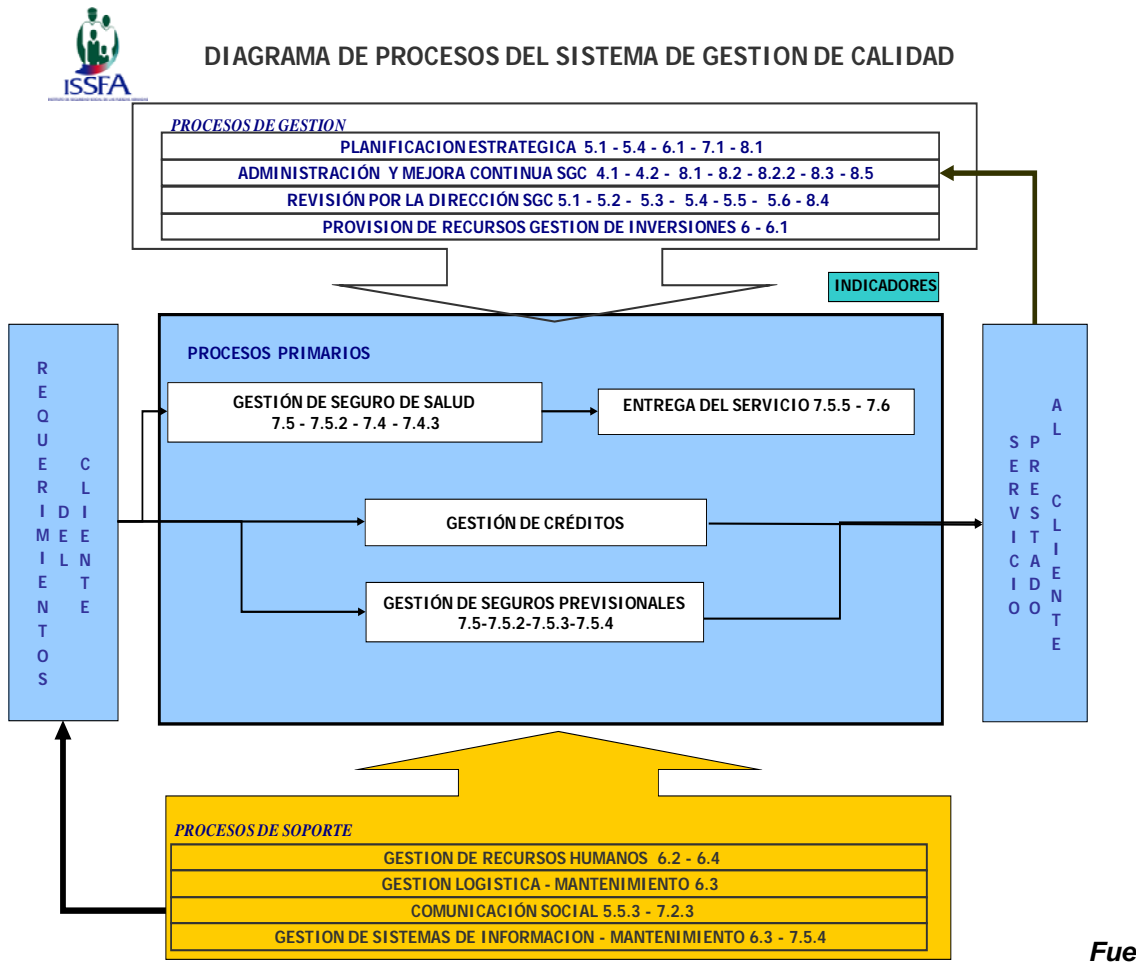 DIAGRAMA DE PROCESOS DEL SISTEMA DE GESTION DE CALIDAD
ISSFA
PROCESOS DE GESTION
PLANIFICACION ESTRATEGICA 5.1 - 5.4 - 6.1 - 7.1 - 8.1
ADMINISTRACIÓN Y MEJORA CONTINUA SGC 4.1 - 4.2 - 8.1 - 8.2 - 8.2.2 - 8.3 - 8.5
REVISIÓN POR LA DIRECCIÓN SGC 5.1 - 5.2 - 5.3 - 5.4 - 5.5 - 5.6 - 8.4
PROVISION DE RECURSOS GESTION DE INVERSIONES 6 - 6.1
INDICADORES
REQUERIMIENTOS
DEL
CLIENTE
PROCESOS PRIMARIOS
GESTIÓN DE SEGURO DE SALUD
7.5 - 7.5.2 - 7.4 - 7.4.3
ENTREGA DEL SERVICIO 7.5.5 - 7.6
GESTIÓN DE CRÉDITOS
GESTIÓN DE SEGUROS PREVISIONALES
7.5-7.5.2-7.5.3-7.5.4
SERVICIO
PRESTADO
AL CLIENTE
PROCESOS DE SOPORTE
GESTION DE RECURSOS HUMANOS 6.2 - 6.4
GESTION LOGISTICA - MANTENIMIENTO 6.3
COMUNICACIÓN SOCIAL 5.5.3 - 7.2.3
GESTION DE SISTEMAS DE INFORMACION - MANTENIMIENTO 6.3 - 7.5.4
Fue